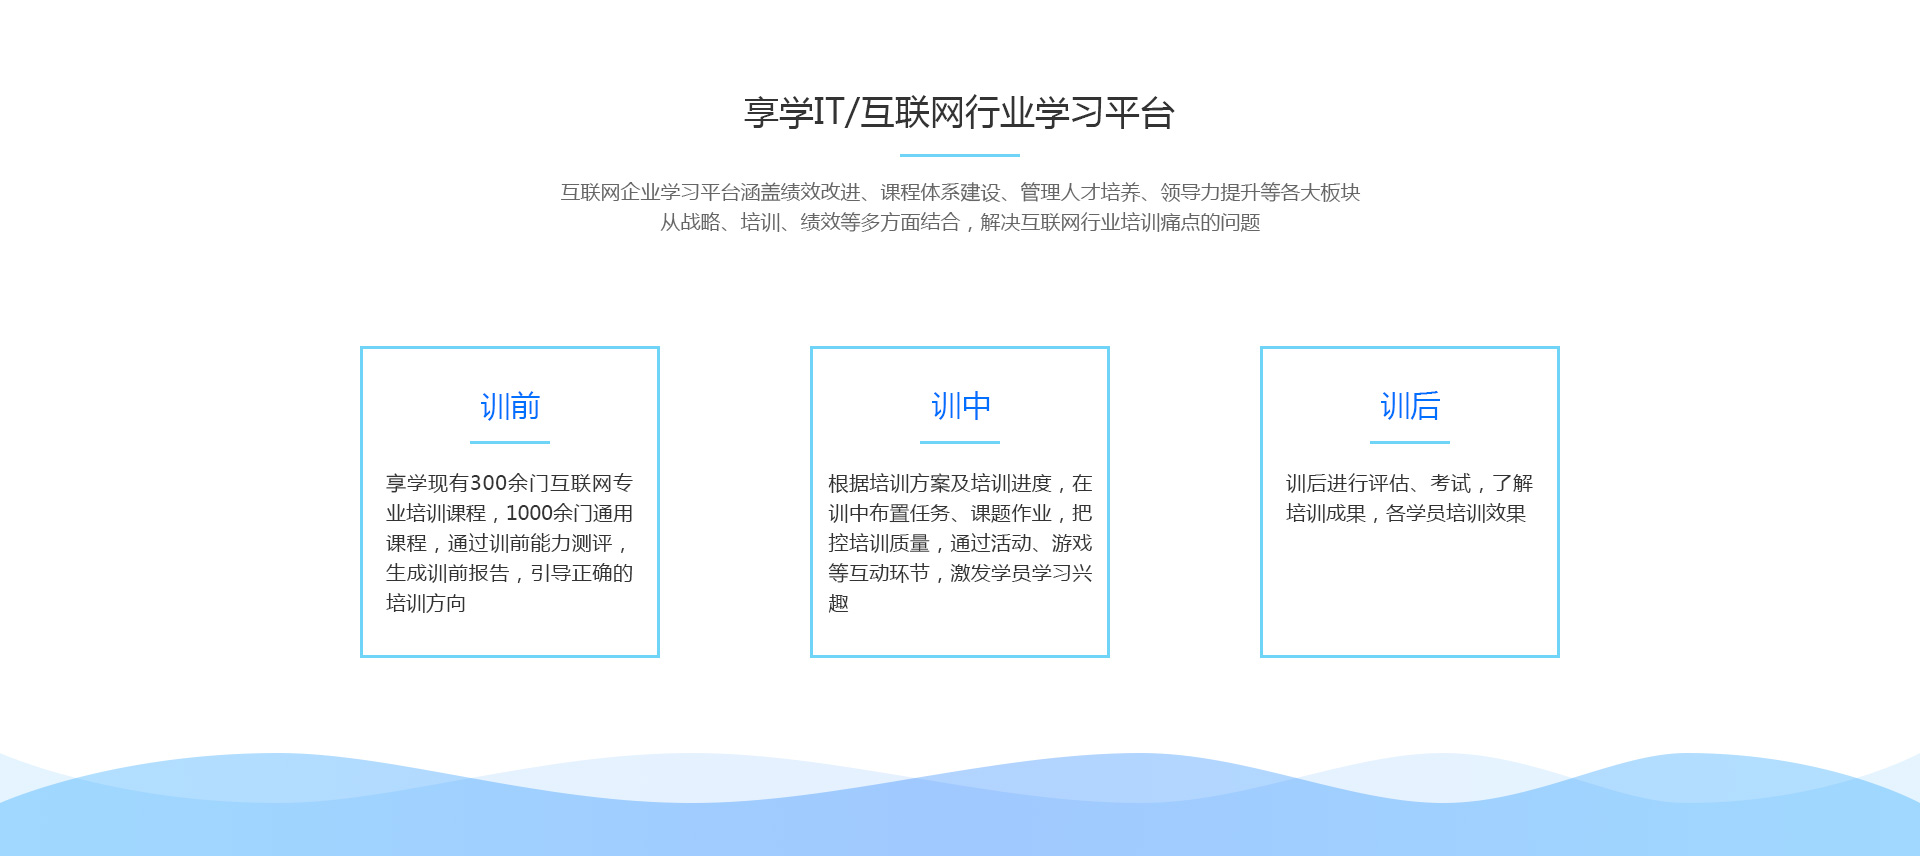 享学IT/互联网行业学习平台
互联网企业学习平台涵盖绩效改进、课程体系建设、管理人才培养、领导力提升等各大板块
从战略、培训、绩效等多方面结合，解决互联网行业培训痛点的问题
训前
享学现有300余门互联网专
业培训课程，1000余门通用
课程，通过训前能力测评，
生成训前报告，引导正确的
培训方向
训中
根据培训方案及培训进度，在
训中布置任务、课题作业，把
控培训质量，通过活动、游戏
等互动环节，激发学员学习兴
趣
训后
训后进行评估、考试，了解
培训成果，各学员培训效果